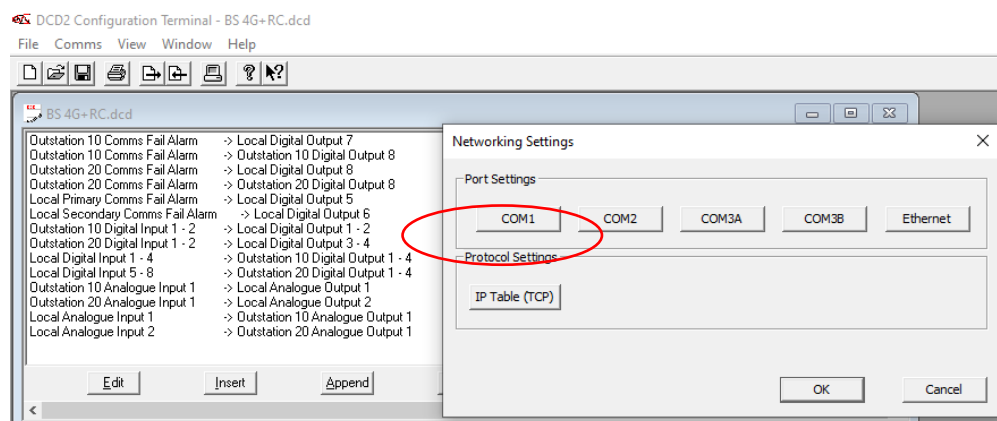 DCD2 Configuration Terminal - BS 4G+RC.dcd
File Comms View Window Help
BS 4G+RC.dcd
Outstation 10 Comms Fail Alarm -> Local Digital Output 7
Outstation 10 Comms Fail Alarm -> Outstation 10 Digital Output 8
Outstation 20 Comms Fail Alarm -> Local Digital Output 8
Outstation 20 Comms Fail Alarm -> Outstation 20 Digital Output 8
Local Primary Comms Fail Alarm -> Local Digital Output 5
Local Secondary Comms Fail Alarm -> Local Digital Output 6
Outstation 10 Digital Input 1 - 2 -> Local Digital Output 1 - 2
Outstation 20 Digital Input 1 - 2 -> Local Digital Output 3 - 4
Local Digital Input 1 - 4 -> Outstation 10 Digital Output 1 - 4
Local Digital Input 5 - 8 -> Outstation 20 Digital Output 1 - 4
Outstation 10 Analogue Input 1 -> Local Analogue Output 1
Outstation 20 Analogue Input 1 -> Local Analogue Output 2
Local Analogue Input 1 -> Outstation 10 Analogue Output 1
Local Analogue Input 2 -> Outstation 20 Analogue Output 1
Edit Insert Append
Networking Settings
Port Settings
COM1 COM2 COM3A COM3B Ethernet
Protocol Settings
IP Table (TCP)
OK Cancel